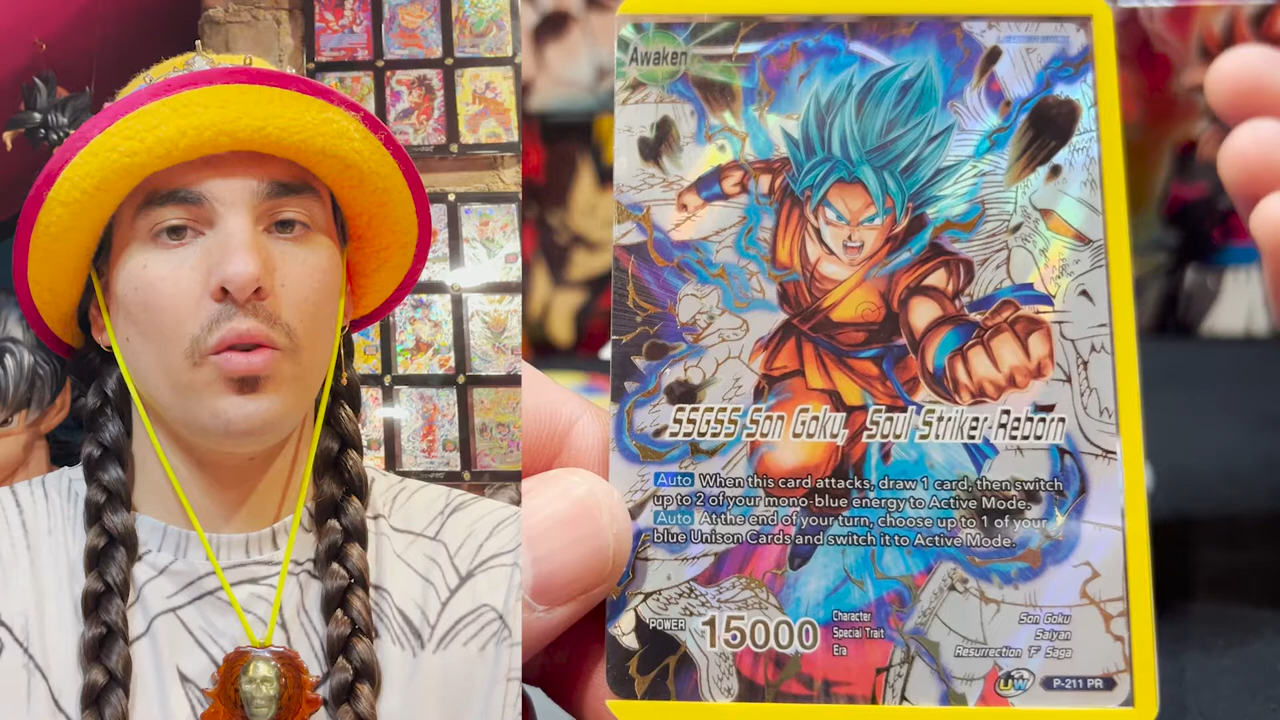 Awaken
SSGSS Son Goku, Soul Striker Reborn
Auto When this card attacks, draw 1 card, then switch
up to 2 of your mono-blue energy to Active Mode.
Auto At the end of your turn, choose up to 1 of your
blue Unison Cards and switch it to Active Mode.
POWER 15000
Character Son Goku
Special Trait Saiyan
Era Resurrection 'F' Saga
UW P-211 PR